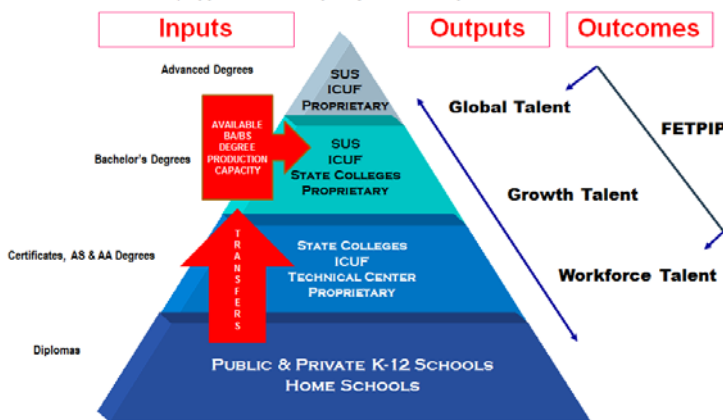 Inputs
Outputs
Outcomes
Advanced Degrees
SUS
ICUF
PROPRIETARY
Global Talent
FETPIP
AVAILABLE
BA/BS
DEGREE
PRODUCTION
CAPACITY
Bachelor's Degrees
SUS
ICUF
STATE COLLEGES
PROPRIETARY
Growth Talent
TRANSFERS
Certificates, AS & AA Degrees
STATE COLLEGES
ICUF
TECHNICAL CENTER
PROPRIETARY
Workforce Talent
Diplomas
PUBLIC & PRIVATE K-12 SCHOOLS
HOME SCHOOLS